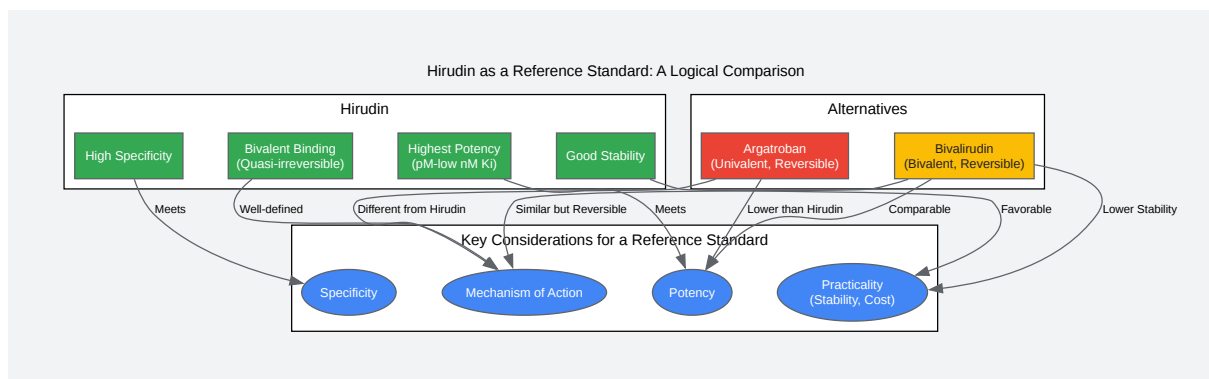 Hirudin as a Reference Standard: A Logical Comparison
Hirudin
Alternatives
High Specificity
Bivalent Binding
(Quasi-irreversible)
Highest Potency
(pM-low nM Ki)
Good Stability
Argatroban
(Univalent, Reversible)
Bivalirudin
(Bivalent, Reversible)
Meets
Well-defined
Different from Hirudin
Similar but Reversible
Meets
Lower than Hirudin
Comparable
Favorable
Lower Stability
Key Considerations for a Reference Standard
Specificity
Mechanism of Action
Potency
Practicality
(Stability, Cost)